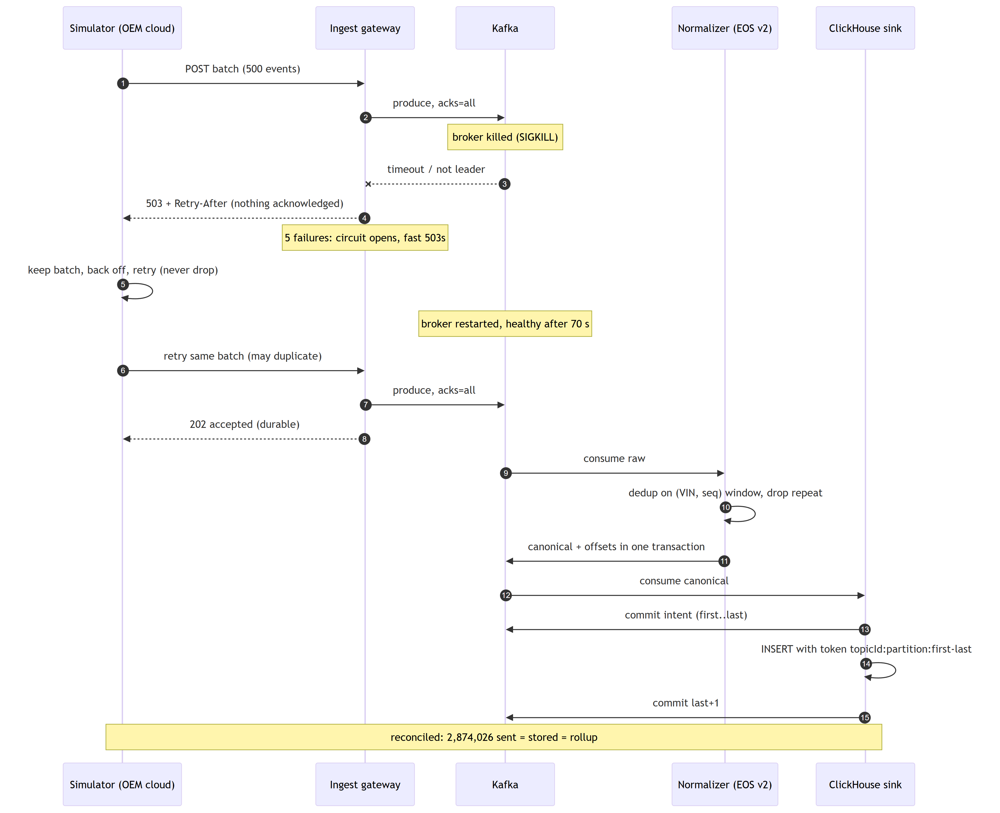 Simulator (OEM cloud)
Ingest gateway
Kafka
Normalizer (EOS v2)
ClickHouse sink
POST batch (500 events)
1
produce, acks=all
2
broker killed (SIGKILL)
timeout / not leader
3
503 + Retry-After (nothing acknowledged)
4
5 failures: circuit opens, fast 503s
keep batch, back off, retry (never drop)
5
broker restarted, healthy after 70 s
retry same batch (may duplicate)
6
produce, acks=all
7
202 accepted (durable)
8
consume raw
9
dedup on (VIN, seq) window, drop repeat
10
canonical + offsets in one transaction
11
consume canonical
12
commit intent (first..last)
13
INSERT with token topicId:partition:first-last
14
commit last+1
15
reconciled: 2,874,026 sent = stored = rollup
Simulator (OEM cloud)
Ingest gateway
Kafka
Normalizer (EOS v2)
ClickHouse sink